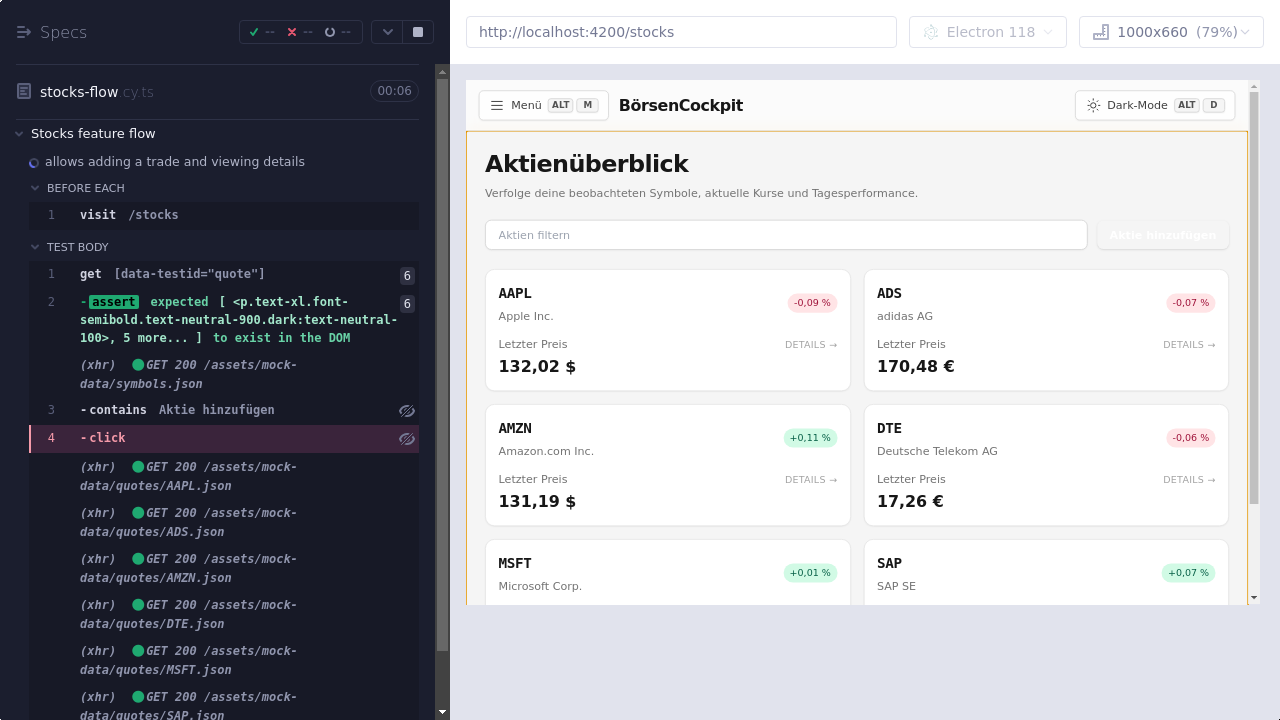 Specs
-- -- --
stocks-flow.cy.ts 00:06
Stocks feature flow
allows adding a trade and viewing details
BEFORE EACH
1 visit /stocks
TEST BODY
1 get [data-testid="quote"] 6
2 -assert expected [ <p.text-xl.font- 6
semibold.text-neutral-900.dark:text-neutral-
100>, 5 more... ] to exist in the DOM
(xhr) GET 200 /assets/mock-
data/symbols.json
3 -contains Aktie hinzufügen
4 -click
(xhr) GET 200 /assets/mock-
data/quotes/AAPL.json
(xhr) GET 200 /assets/mock-
data/quotes/ADS.json
(xhr) GET 200 /assets/mock-
data/quotes/AMZN.json
(xhr) GET 200 /assets/mock-
data/quotes/DTE.json
(xhr) GET 200 /assets/mock-
data/quotes/MSFT.json
(xhr) GET 200 /assets/mock-
data/quotes/SAP.json
http://localhost:4200/stocks
Electron 118
1000x660 (79%)
Menü ALT M
BörsenCockpit
Dark-Mode ALT D
Aktienüberblick
Verfolge deine beobachteten Symbole, aktuelle Kurse und Tagesperformance.
Aktien filtern
Aktie hinzufügen
AAPL
Apple Inc.
-0,09 %
Letzter Preis
DETAILS →
132,02 $
ADS
adidas AG
-0,07 %
Letzter Preis
DETAILS →
170,48 €
AMZN
Amazon.com Inc.
+0,11 %
Letzter Preis
DETAILS →
131,19 $
DTE
Deutsche Telekom AG
-0,06 %
Letzter Preis
DETAILS →
17,26 €
MSFT
Microsoft Corp.
+0,01 %
SAP
SAP SE
+0,07 %